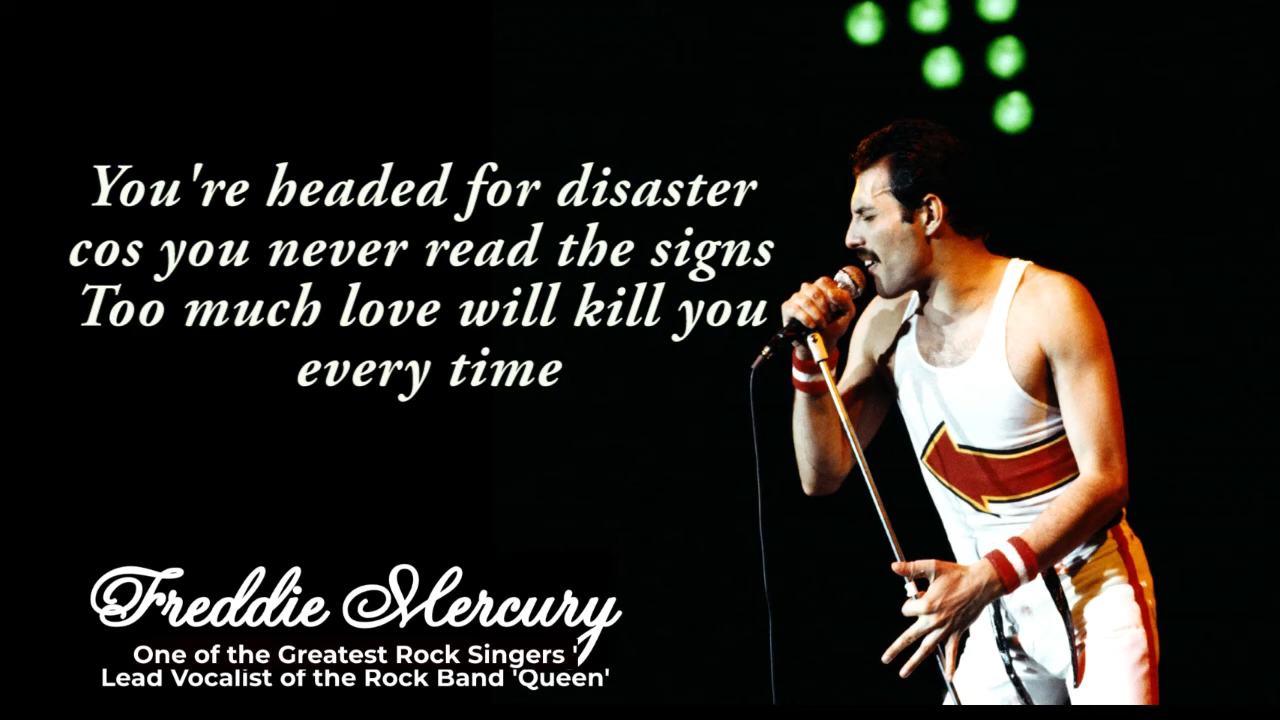 You're headed for disaster
cos you never read the signs
Too much love will kill you
every time
Freddie Mercury
One of the Greatest Rock Singers '
Lead Vocalist of the Rock Band 'Queen'